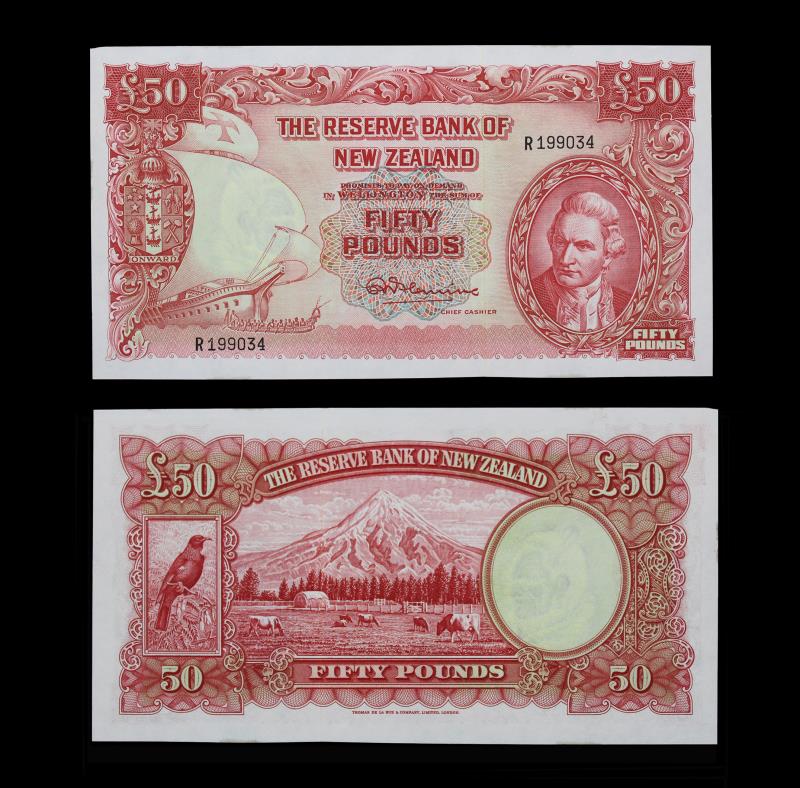 £50
£50
THE RESERVE BANK OF
NEW ZEALAND
R 199034
PROMISES TO PAY ON DEMAND
IN WELLINGTON THE SUM OF
FIFTY
POUNDS
ONWARD
CHIEF CASHIER
R 199034
FIFTY
POUNDS
THE RESERVE BANK OF NEW ZEALAND
£50
£50
50
FIFTY POUNDS
50
THOMAS DE LA RUE & COMPANY, LIMITED, LONDON.